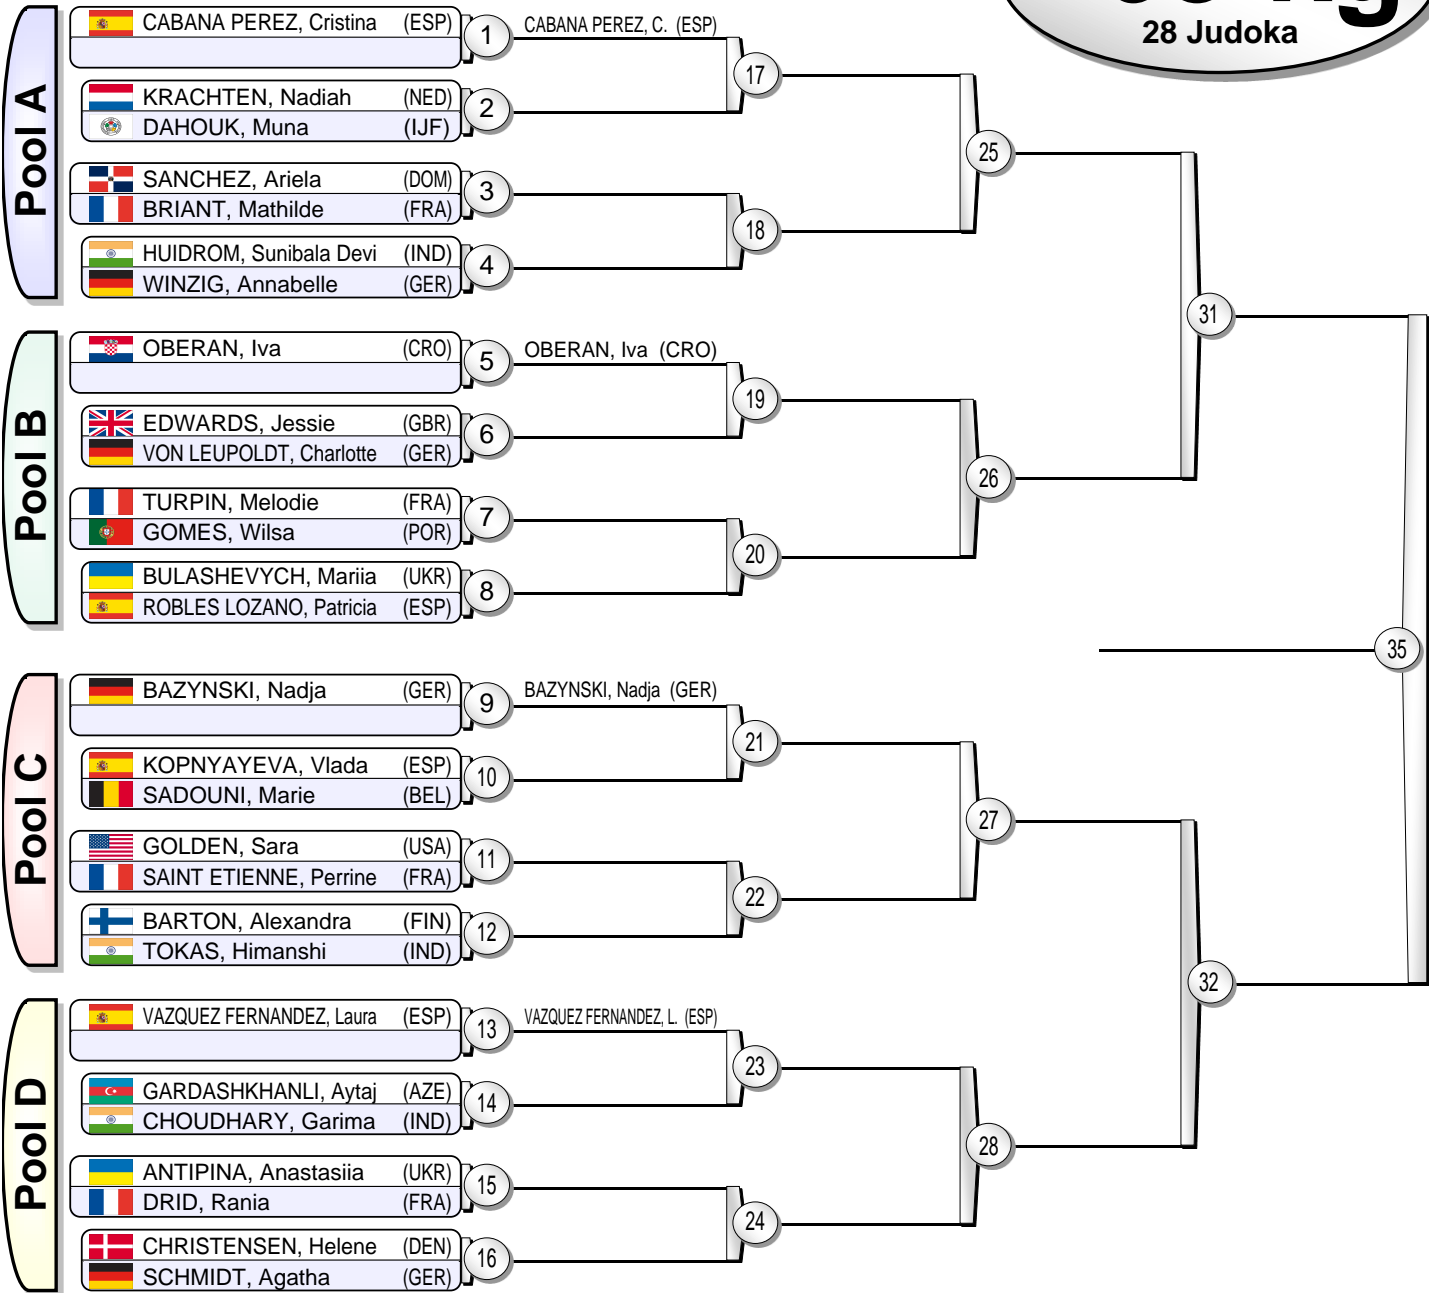 28 Judoka
Pool A
CABANA PEREZ, Cristina (ESP)
1
CABANA PEREZ, C. (ESP)
17
KRACHTEN, Nadiah (NED)
DAHOUK, Muna (IJF)
2
25
SANCHEZ, Ariela (DOM)
BRIANT, Mathilde (FRA)
3
18
HUIDROM, Sunibala Devi (IND)
WINZIG, Annabelle (GER)
4
31
Pool B
OBERAN, Iva (CRO)
5
OBERAN, Iva (CRO)
19
EDWARDS, Jessie (GBR)
VON LEUPOLDT, Charlotte (GER)
6
26
TURPIN, Melodie (FRA)
GOMES, Wilsa (POR)
7
20
BULASHEVYCH, Mariia (UKR)
ROBLES LOZANO, Patricia (ESP)
8
35
Pool C
BAZYNSKI, Nadja (GER)
9
BAZYNSKI, Nadja (GER)
21
KOPNYAYEVA, Vlada (ESP)
SADOUNI, Marie (BEL)
10
27
GOLDEN, Sara (USA)
SAINT ETIENNE, Perrine (FRA)
11
22
BARTON, Alexandra (FIN)
TOKAS, Himanshi (IND)
12
32
Pool D
VAZQUEZ FERNANDEZ, Laura (ESP)
13
VAZQUEZ FERNANDEZ, L. (ESP)
23
GARDASHKHANLI, Aytaj (AZE)
CHOUDHARY, Garima (IND)
14
28
ANTIPINA, Anastasiia (UKR)
DRID, Rania (FRA)
15
24
CHRISTENSEN, Helene (DEN)
SCHMIDT, Agatha (GER)
16